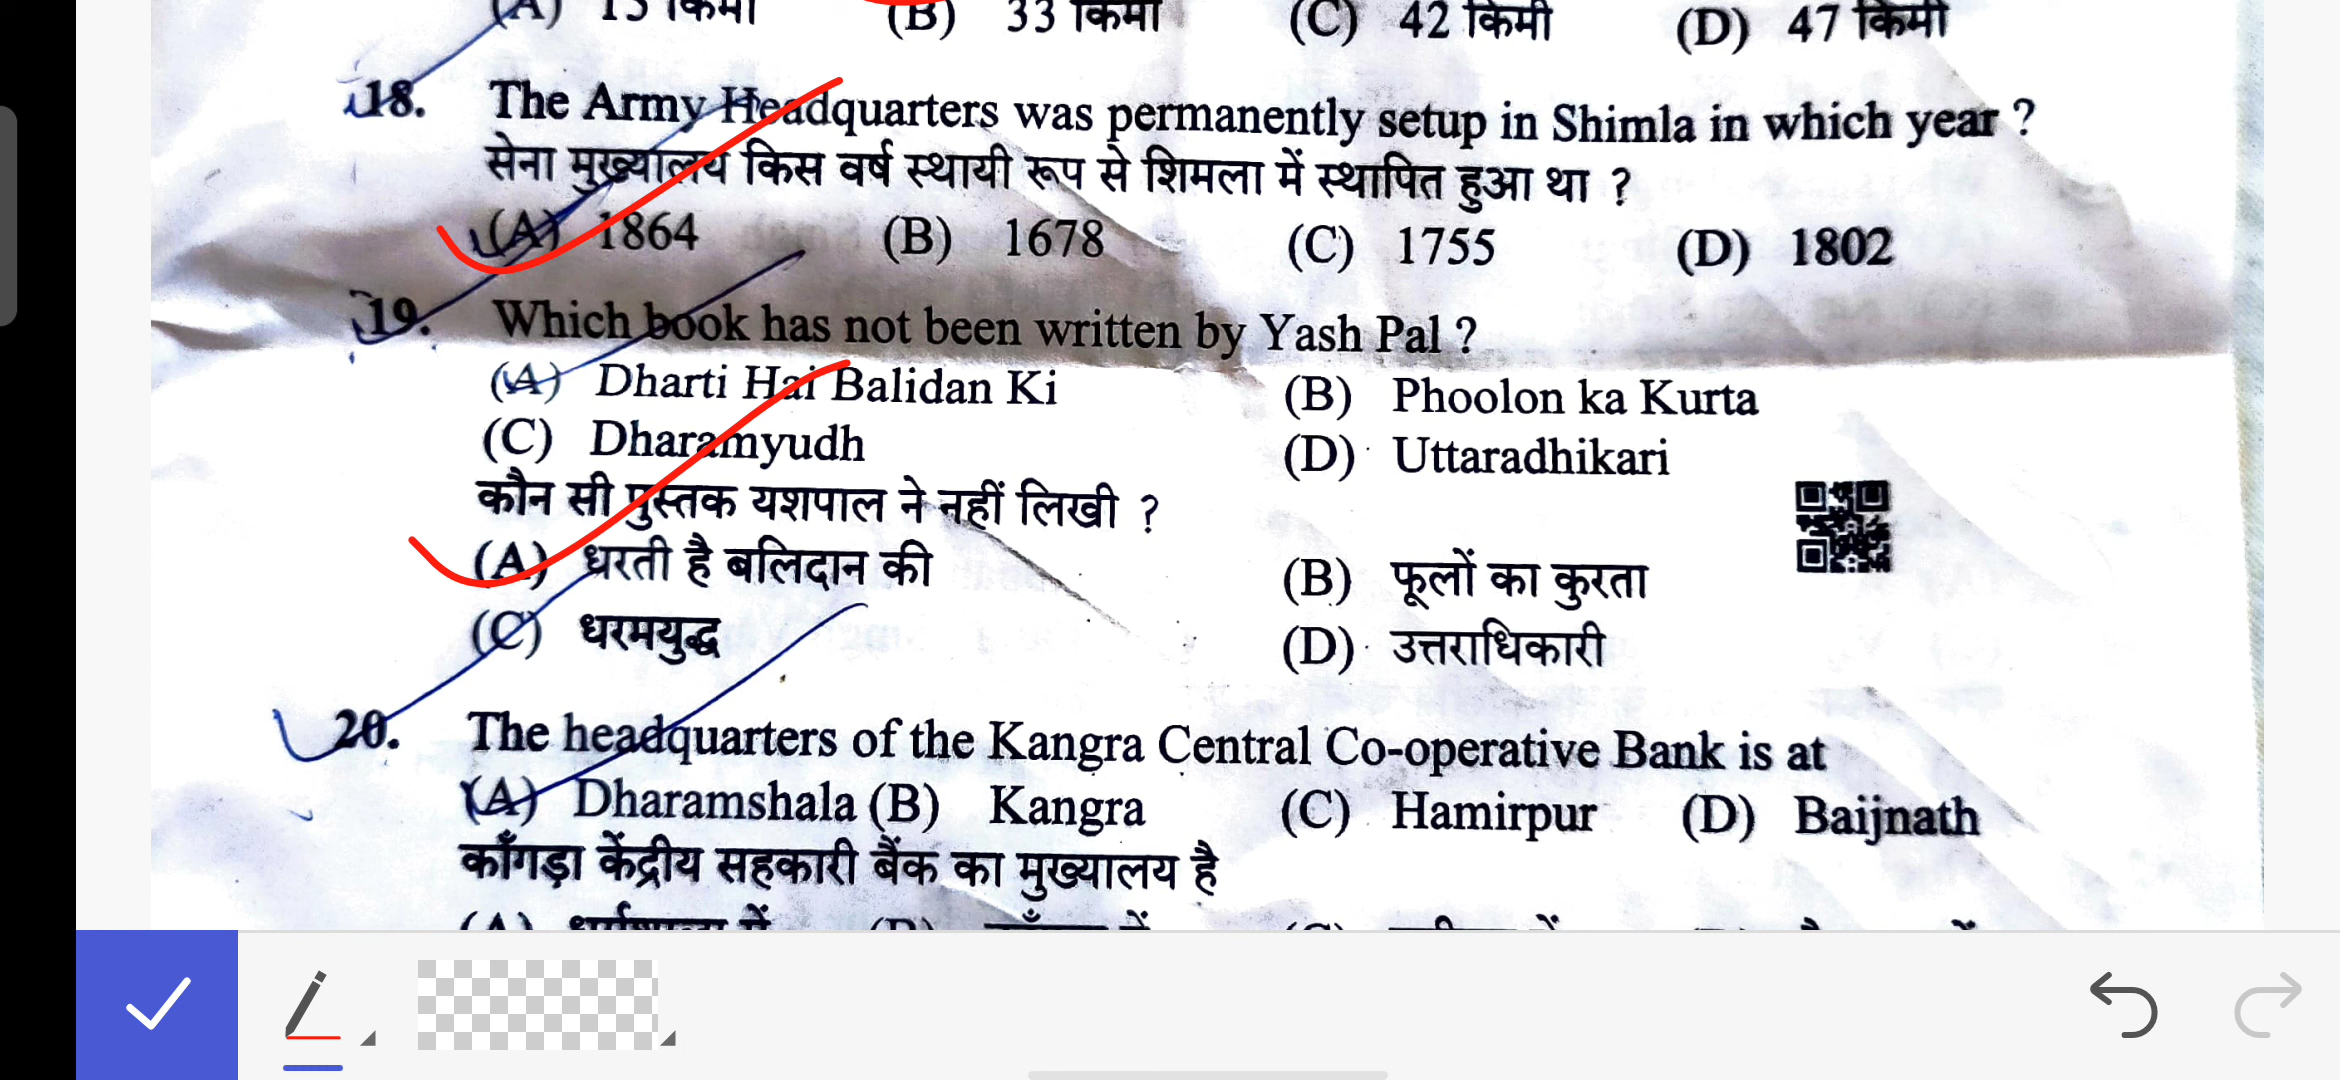 (A) 15 किमी (B) 33 किमी (C) 42 किमी (D) 47 किमी
18. The Army Headquarters was permanently setup in Shimla in which year ?
सेना मुख्यालय किस वर्ष स्थायी रूप से शिमला में स्थापित हुआ था ?
(A) 1864 (B) 1678 (C) 1755 (D) 1802
19. Which book has not been written by Yash Pal ?
(A) Dharti Hai Balidan Ki (B) Phoolon ka Kurta
(C) Dharamyudh (D) Uttaradhikari
कौन सी पुस्तक यशपाल ने नहीं लिखी ?
(A) धरती है बलिदान की (B) फूलों का कुरता
(C) धरमयुद्ध (D) उत्तराधिकारी
20. The headquarters of the Kangra Central Co-operative Bank is at
(A) Dharamshala (B) Kangra (C) Hamirpur (D) Baijnath
काँगड़ा केंद्रीय सहकारी बैंक का मुख्यालय है